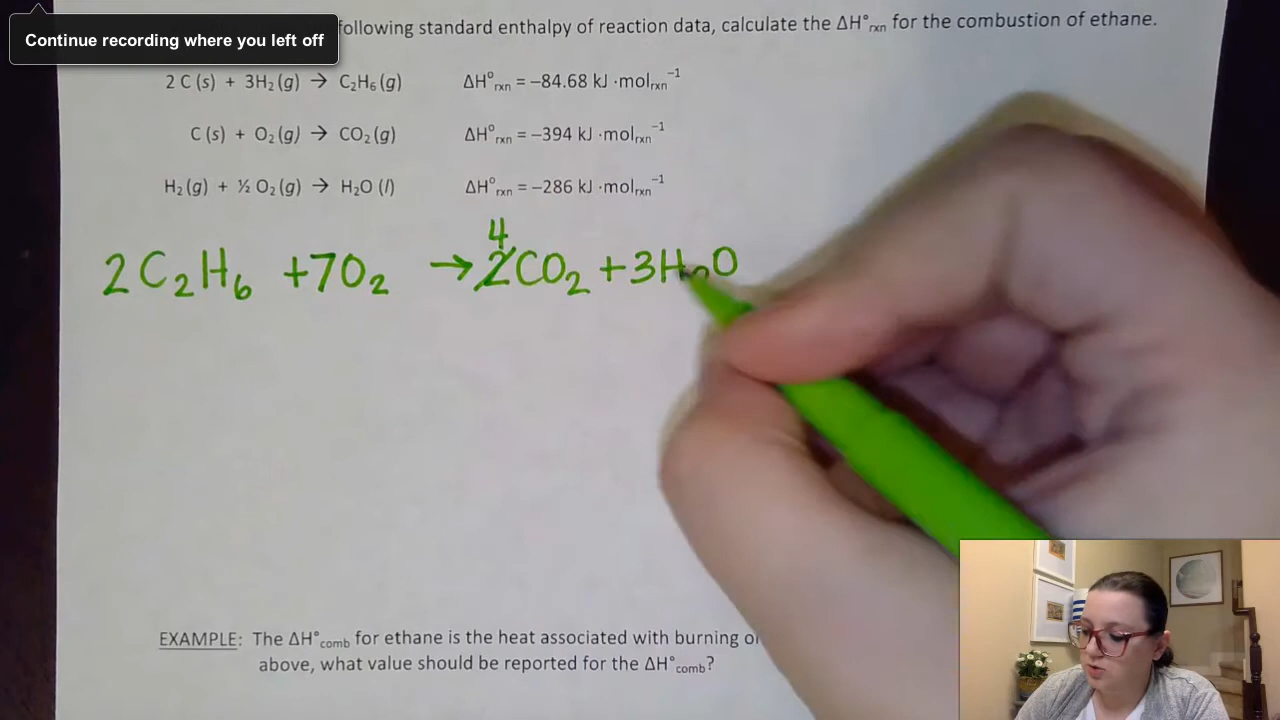 Continue recording where you left off
following standard enthalpy of reaction data, calculate the ΔH°rxn for the combustion of ethane.
2 C (s) + 3H₂ (g) → C₂H₆ (g) ΔH°rxn = −84.68 kJ ·molrxn⁻¹
C (s) + O₂ (g) → CO₂ (g) ΔH°rxn = −394 kJ ·molrxn⁻¹
H₂ (g) + ½ O₂ (g) → H₂O (l) ΔH°rxn = −286 kJ ·molrxn⁻¹
4
2C₂H₆ +7O₂ → 2CO₂ +3H₂O
EXAMPLE: The ΔH°comb for ethane is the heat associated with burning
above, what value should be reported for the ΔH°comb?